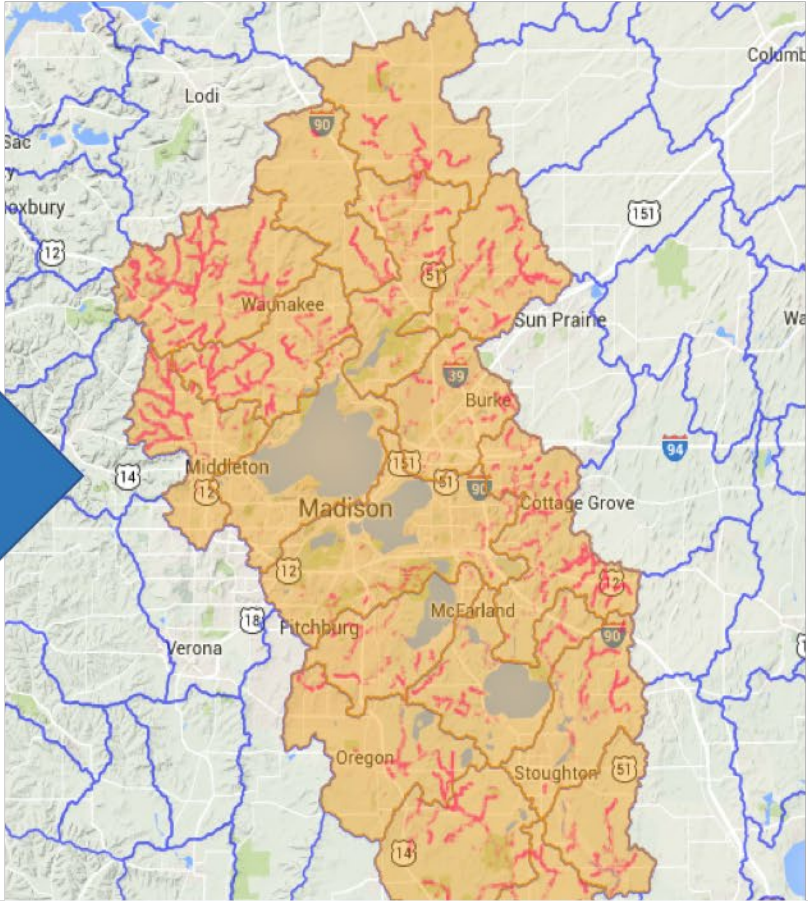 Columb
Lodi
90
Sac
y
oxbury
151
12
51
Waunakee
Sun Prairie
Wa
39
Burke
94
14
Middleton
151
51
12
90
Madison
Cottage Grove
12
12
McFarland
18
Fitchburg
90
Verona
1
Oregon
Stoughton
51
14